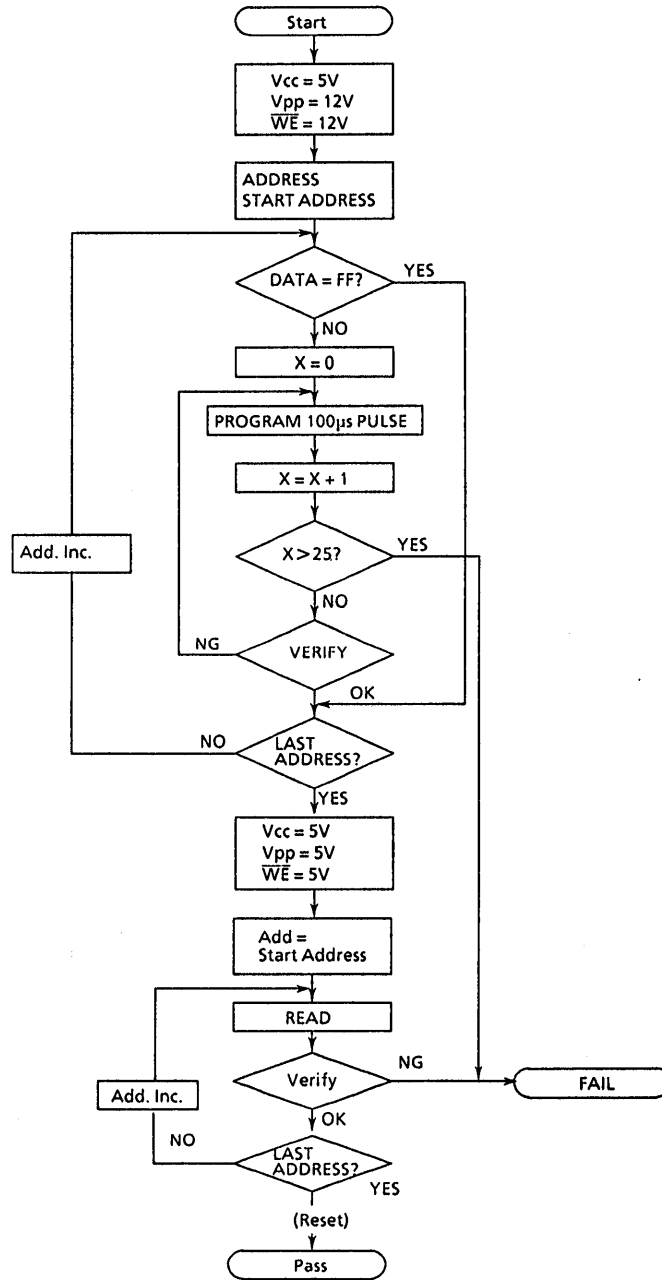 Start
Vcc = 5V
Vpp = 12V
W̅E̅ = 12V
ADDRESS
START ADDRESS
DATA = FF?
YES
NO
X = 0
PROGRAM 100μs PULSE
X = X + 1
Add. Inc.
X > 25?
YES
NO
NG
VERIFY
OK
NO
LAST
ADDRESS?
YES
Vcc = 5V
Vpp = 5V
W̅E̅ = 5V
Add =
Start Address
READ
Verify
NG
FAIL
Add. Inc.
OK
NO
LAST
ADDRESS?
YES
(Reset)
Pass